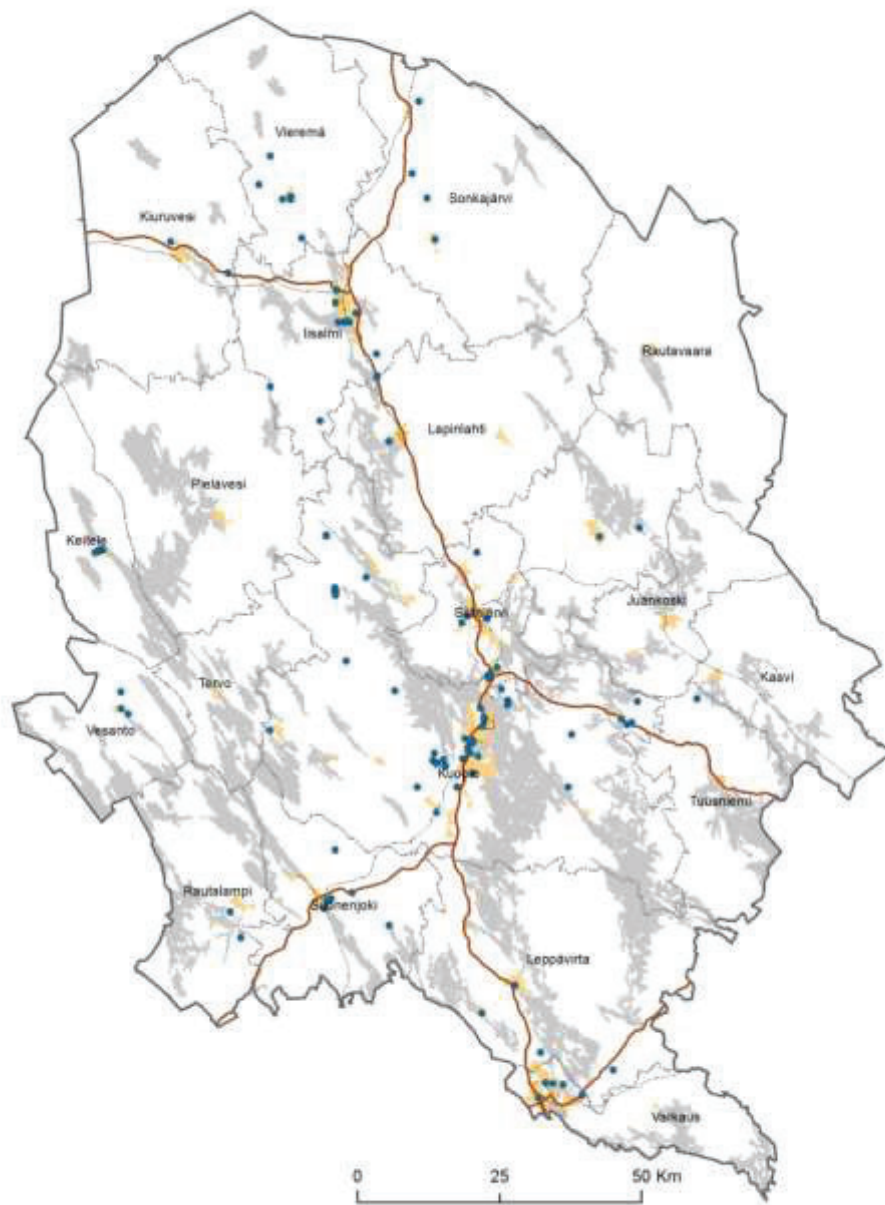 Vieremä
Sonkajärvi
Kiuruvesi
Iisalmi
Rautavaara
Lapinlahti
Pielavesi
Keitele
Juankoski
Siilinjärvi
Kaavi
Tervo
Vesanto
Kuopio
Tuusniemi
Rautalampi
Suonenjoki
Leppävirta
Varkaus
0 25 50 Km